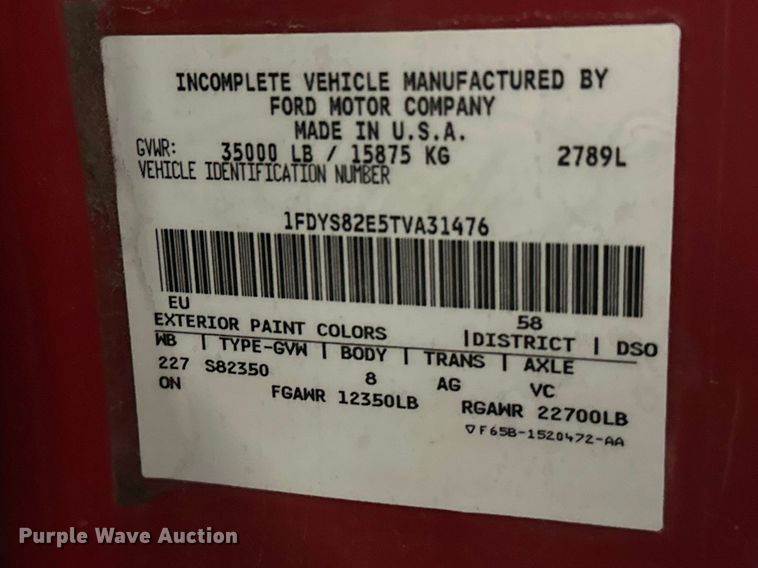 INCOMPLETE VEHICLE MANUFACTURED BY
FORD MOTOR COMPANY
MADE IN U.S.A.
GVWR: 35000 LB / 15875 KG 2789L
VEHICLE IDENTIFICATION NUMBER
1FDYS82E5TVA31476
EU 58
EXTERIOR PAINT COLORS |DISTRICT | DSO
WB | TYPE-GVW | BODY | TRANS | AXLE
227 S82350 8 AG VC
ON FGAWR 12350LB RGAWR 22700LB
▽F65B-1520472-AA
Purple Wave Auction